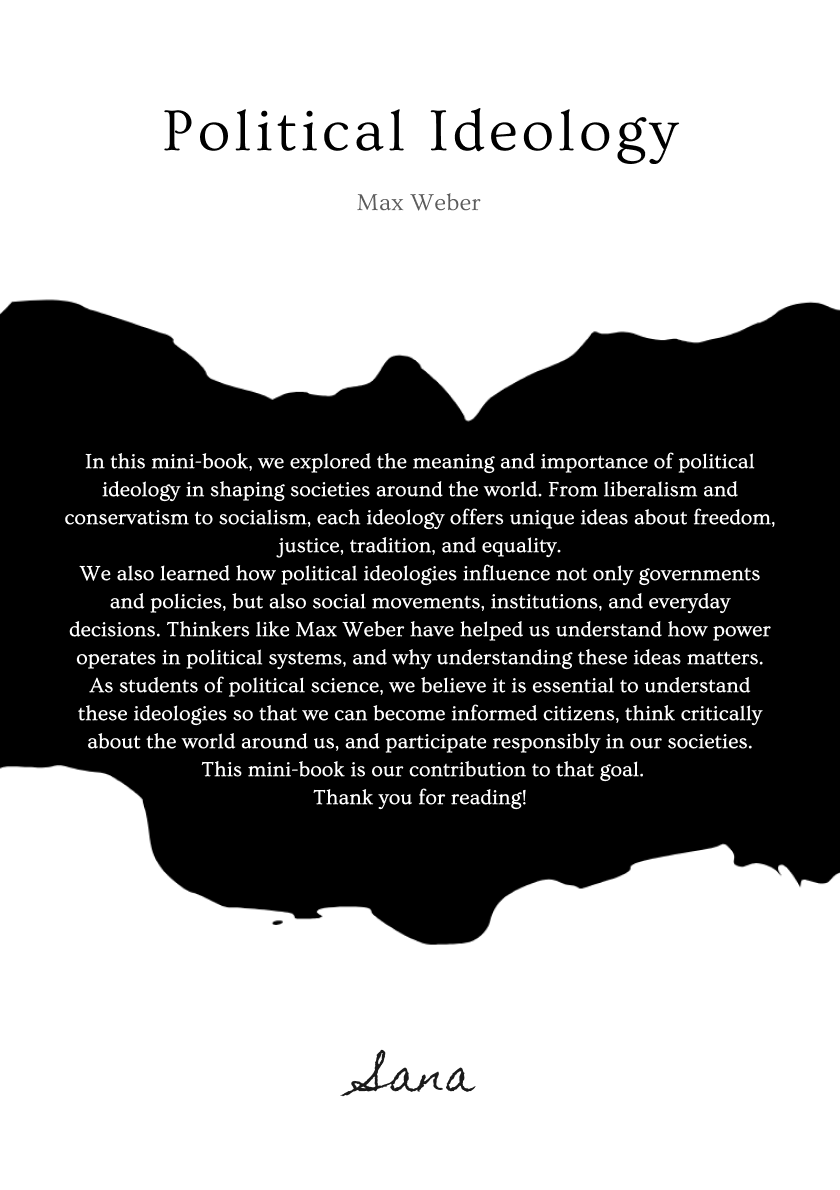 Political Ideology
Max Weber
In this mini-book, we explored the meaning and importance of political
ideology in shaping societies around the world. From liberalism and
conservatism to socialism, each ideology offers unique ideas about freedom,
justice, tradition, and equality.
We also learned how political ideologies influence not only governments
and policies, but also social movements, institutions, and everyday
decisions. Thinkers like Max Weber have helped us understand how power
operates in political systems, and why understanding these ideas matters.
As students of political science, we believe it is essential to understand
these ideologies so that we can become informed citizens, think critically
about the world around us, and participate responsibly in our societies.
This mini-book is our contribution to that goal.
Thank you for reading!
Sana